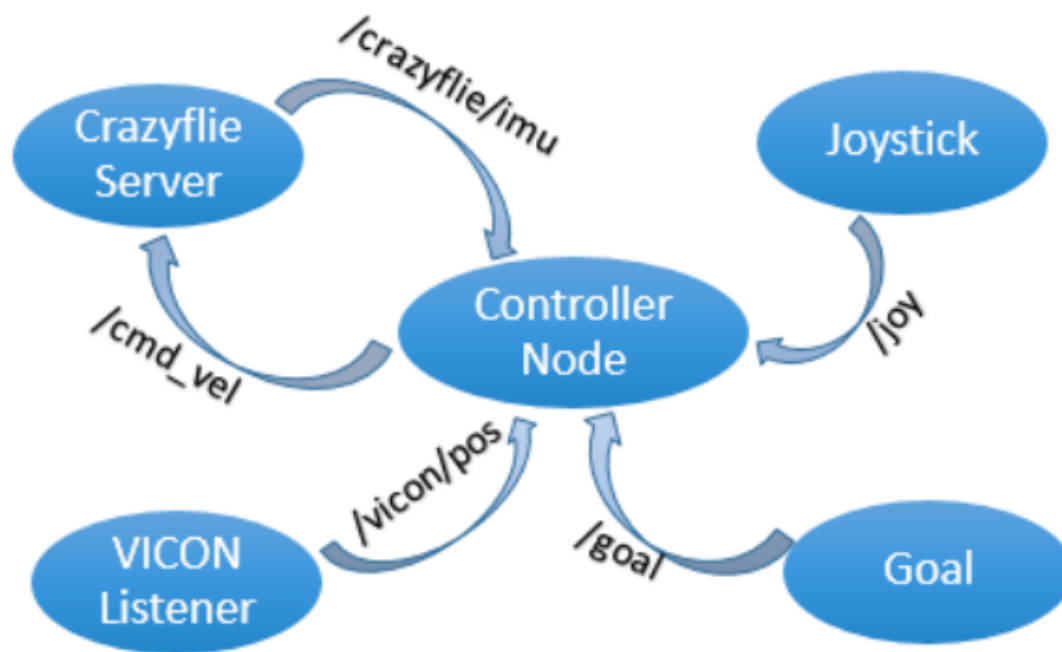 /crazyflie/imu
Crazyflie
Server
Joystick
Controller
Node
/joy
/cmd_vel
/vicon/pos
/goal
VICON
Listener
Goal